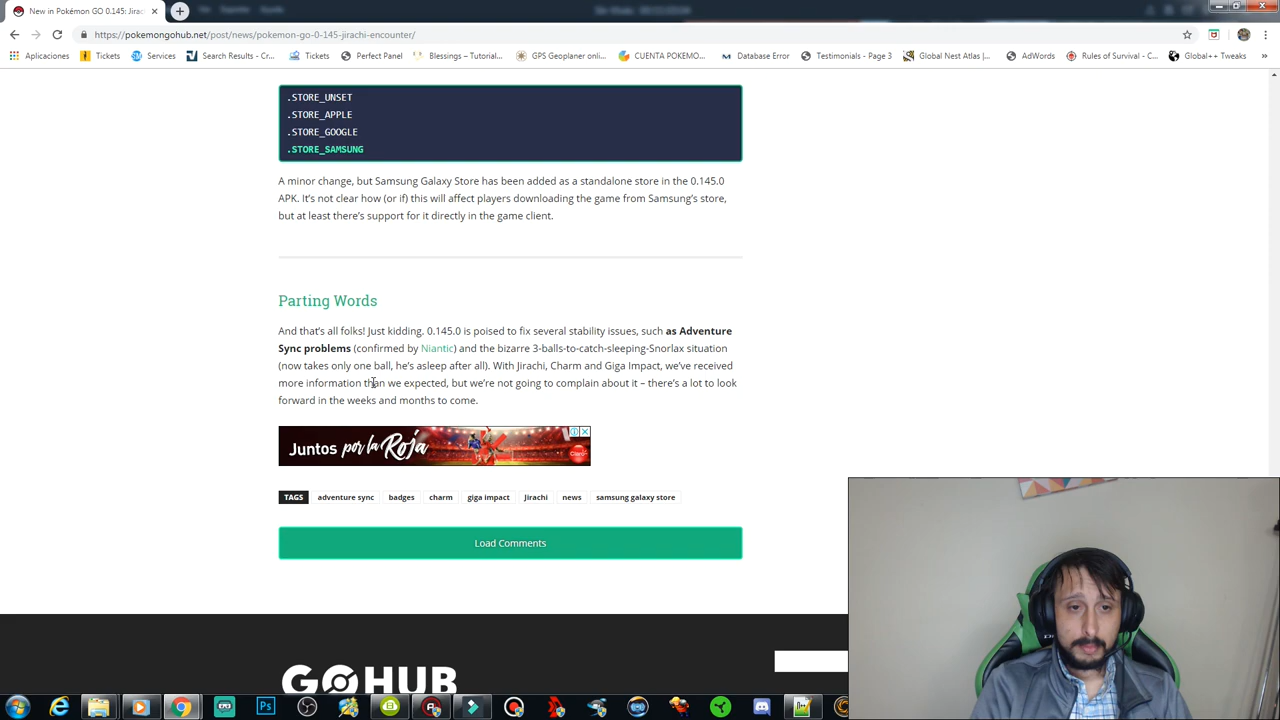 New in Pokémon GO 0.145: Jirac
https://pokemongohub.net/post/news/pokemon-go-0-145-jirachi-encounter/
Aplicaciones
Tickets
Services
Search Results - Cr...
Tickets
Perfect Panel
Blessings – Tutorial...
GPS Geoplaner onli...
CUENTA POKEMO...
Database Error
Testimonials - Page 3
Global Nest Atlas |...
AdWords
Rules of Survival - C...
Global++ Tweaks
.STORE_UNSET
.STORE_APPLE
.STORE_GOOGLE
.STORE_SAMSUNG
A minor change, but Samsung Galaxy Store has been added as a standalone store in the 0.145.0
APK. It's not clear how (or if) this will affect players downloading the game from Samsung's store,
but at least there's support for it directly in the game client.
Parting Words
And that's all folks! Just kidding. 0.145.0 is poised to fix several stability issues, such as Adventure
Sync problems (confirmed by Niantic) and the bizarre 3-balls-to-catch-sleeping-Snorlax situation
(now takes only one ball, he's asleep after all). With Jirachi, Charm and Giga Impact, we've received
more information than we expected, but we're not going to complain about it – there's a lot to look
forward in the weeks and months to come.
Juntos por la Roja
Claro
TAGS
adventure sync
badges
charm
giga impact
Jirachi
news
samsung galaxy store
Load Comments
GO HUB
Ps